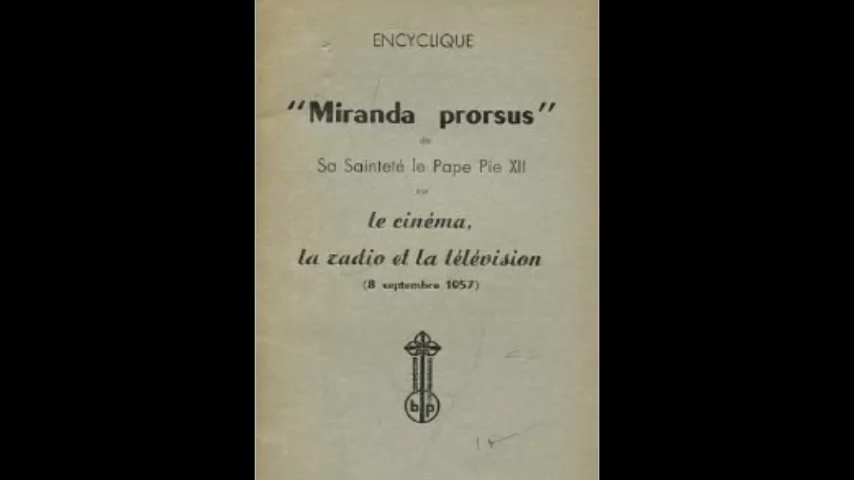 ENCYCLIQUE
"Miranda prorsus"
de
Sa Sainteté le Pape Pie XII
sur
le cinéma,
la radio et la télévision
(8 septembre 1957)
b p